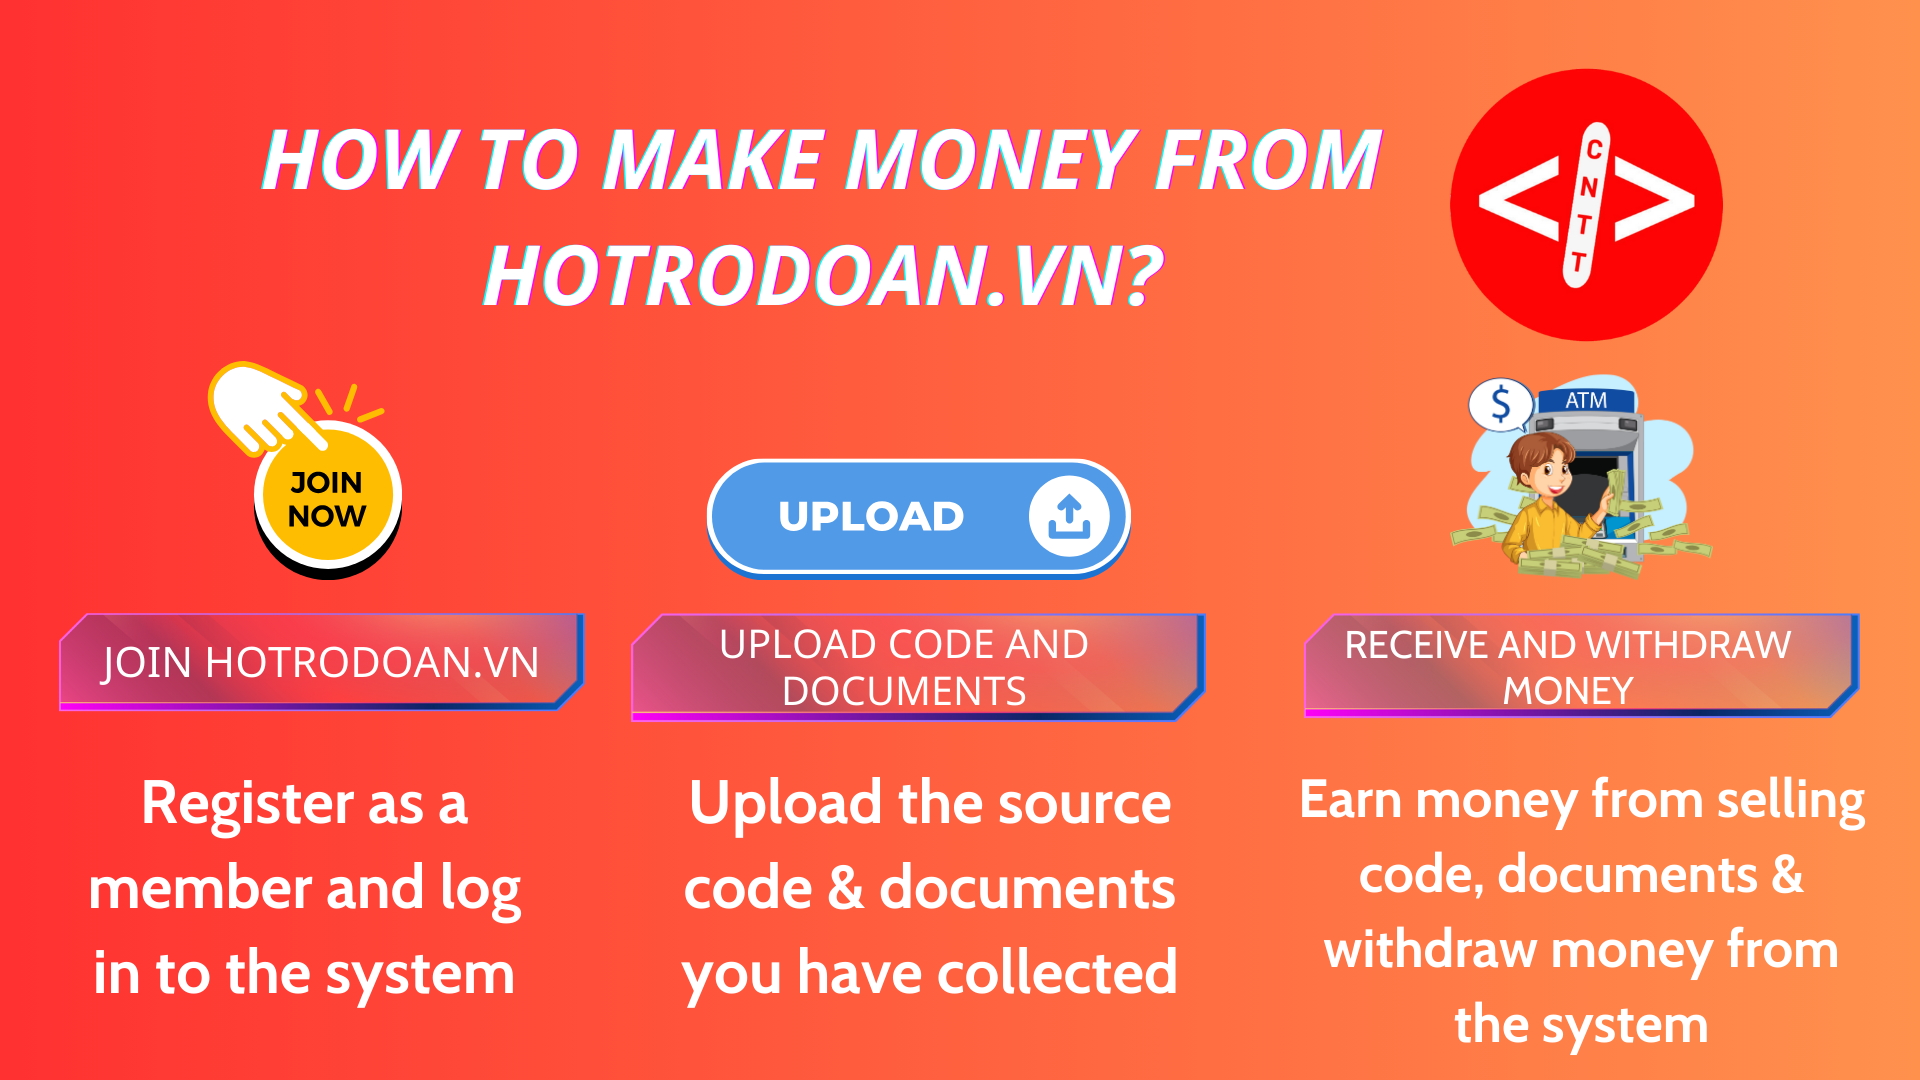 HOW TO MAKE MONEY FROM
HOTRODOAN.VN?
C
N
T
T
JOIN
NOW
UPLOAD
$
ATM
JOIN HOTRODOAN.VN
UPLOAD CODE AND
DOCUMENTS
RECEIVE AND WITHDRAW
MONEY
Register as a
member and log
in to the system
Upload the source
code & documents
you have collected
Earn money from selling
code, documents &
withdraw money from
the system